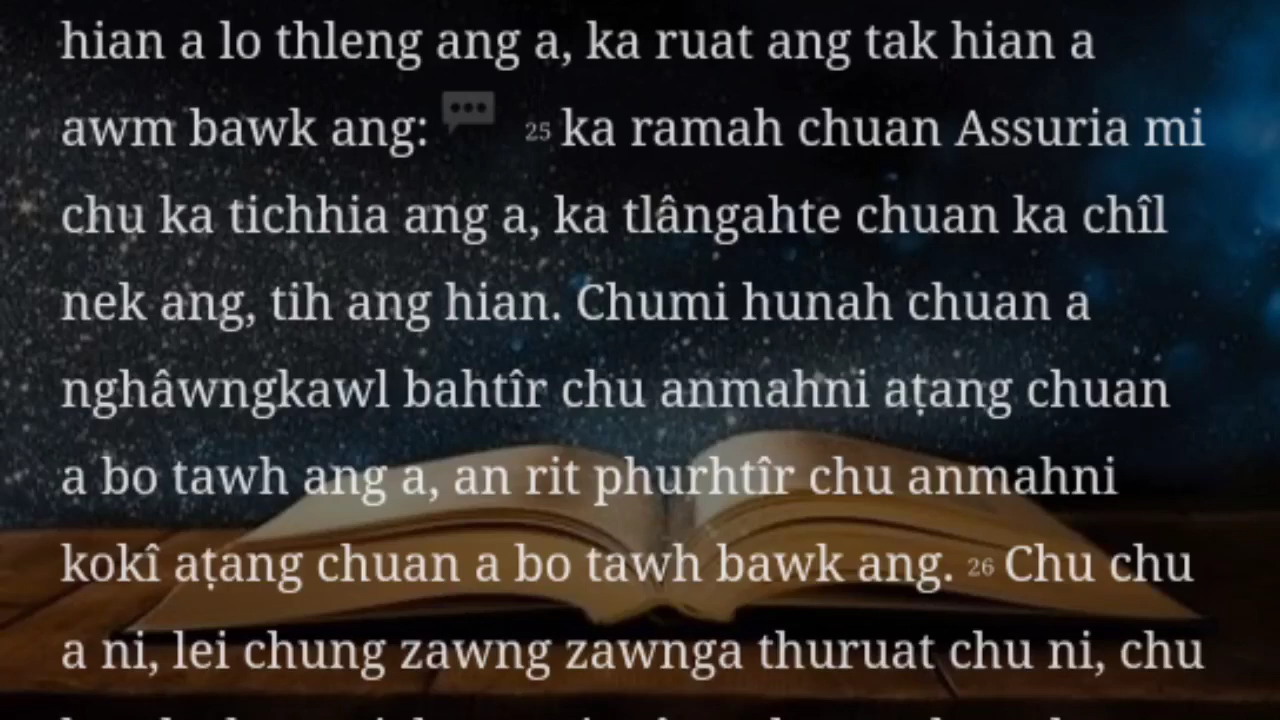 hian a lo thleng ang a, ka ruat ang tak hian a
awm bawk ang: 25 ka ramah chuan Assuria mi
chu ka tichhia ang a, ka tlângahte chuan ka chîl
nek ang, tih ang hian. Chumi hunah chuan a
nghâwngkawl bahtîr chu anmahni aṭang chuan
a bo tawh ang a, an rit phurhtîr chu anmahni
kokî aṭang chuan a bo tawh bawk ang. 26 Chu chu
a ni, lei chung zawng zawnga thuruat chu ni, chu